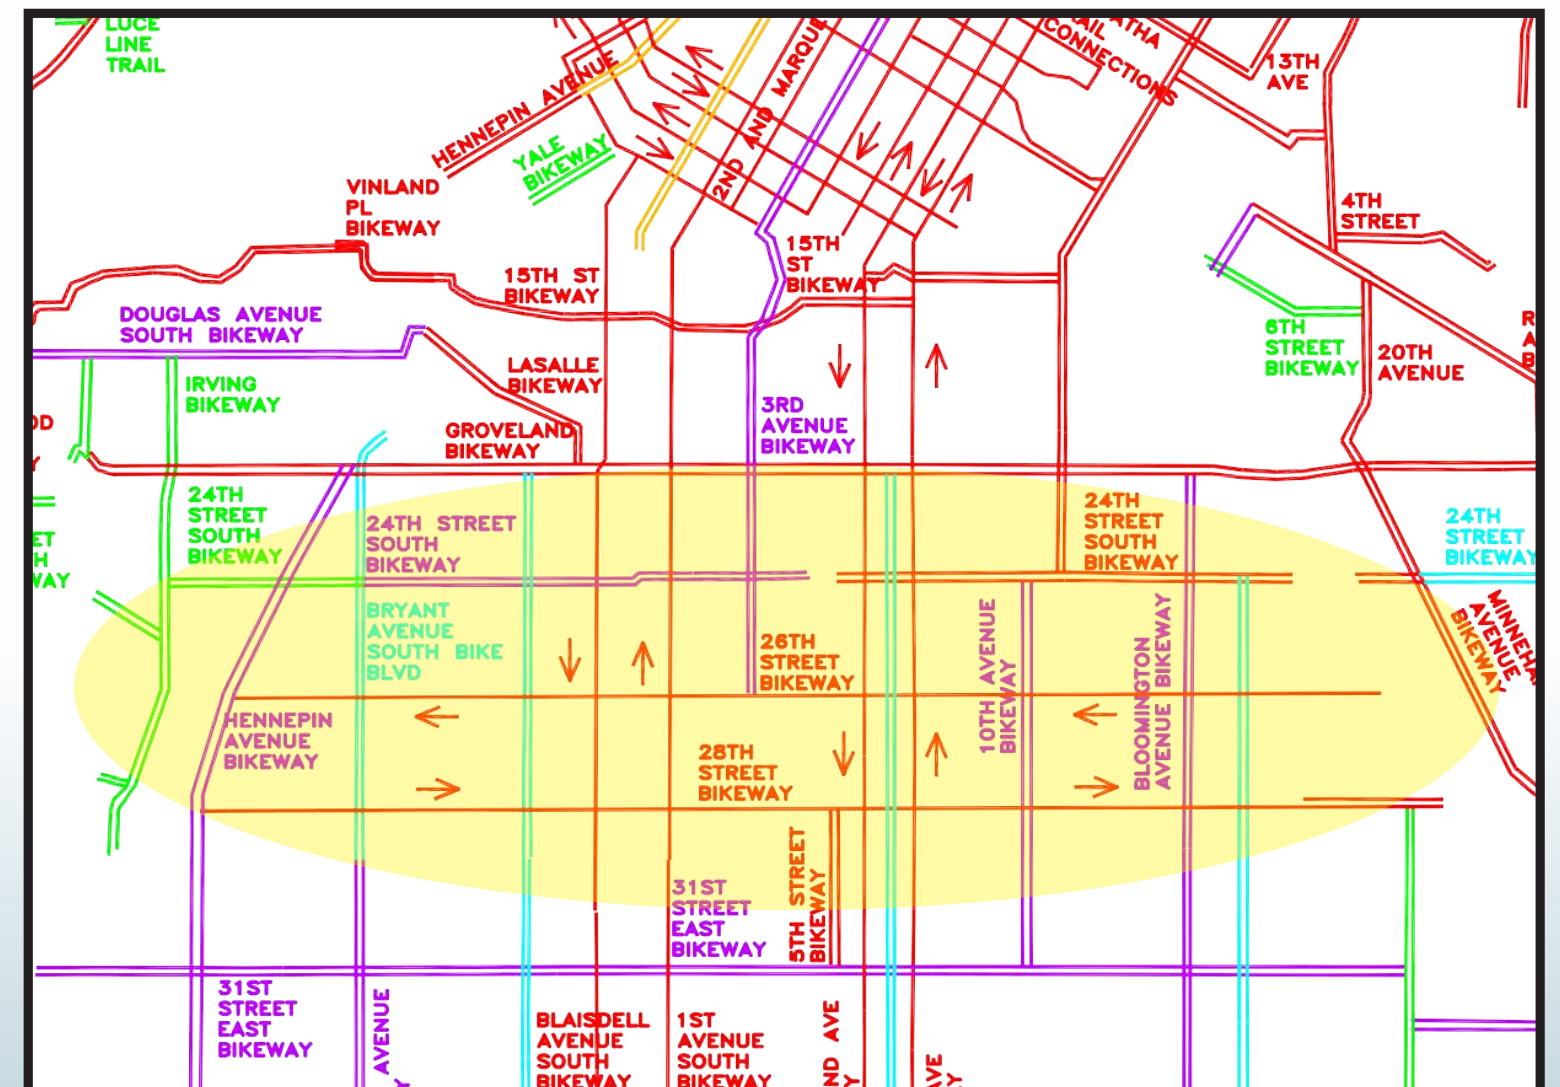 LUCE
LINE
TRAIL
HENNEPIN AVENUE
YALE
BIKEWAY
2ND AND
CONNECTIONS
13TH
AVE
VINLAND
PL
BIKEWAY
4TH
STREET
15TH ST
BIKEWAY
15TH
ST
BIKEWAY
DOUGLAS AVENUE
SOUTH BIKEWAY
6TH
STREET
BIKEWAY
20TH
AVENUE
LASALLE
BIKEWAY
IRVING
BIKEWAY
3RD
AVENUE
BIKEWAY
GROVELAND
BIKEWAY
24TH
STREET
SOUTH
BIKEWAY
24TH STREET
SOUTH
BIKEWAY
24TH
STREET
SOUTH
BIKEWAY
24TH
STREET
BIKEWAY
BRYANT
AVENUE
SOUTH BIKE
BLVD
26TH
STREET
BIKEWAY
10TH AVENUE
BIKEWAY
BLOOMINGTON
AVENUE BIKEWAY
AVENUE
BIKEWAY
HENNEPIN
AVENUE
BIKEWAY
28TH
STREET
BIKEWAY
5TH STREET
BIKEWAY
31ST
STREET
EAST
BIKEWAY
31ST
STREET
EAST
BIKEWAY
AVENUE
BLAISDELL
AVENUE
SOUTH
BIKEWAY
1ST
AVENUE
SOUTH
BIKEWAY
ND AVE